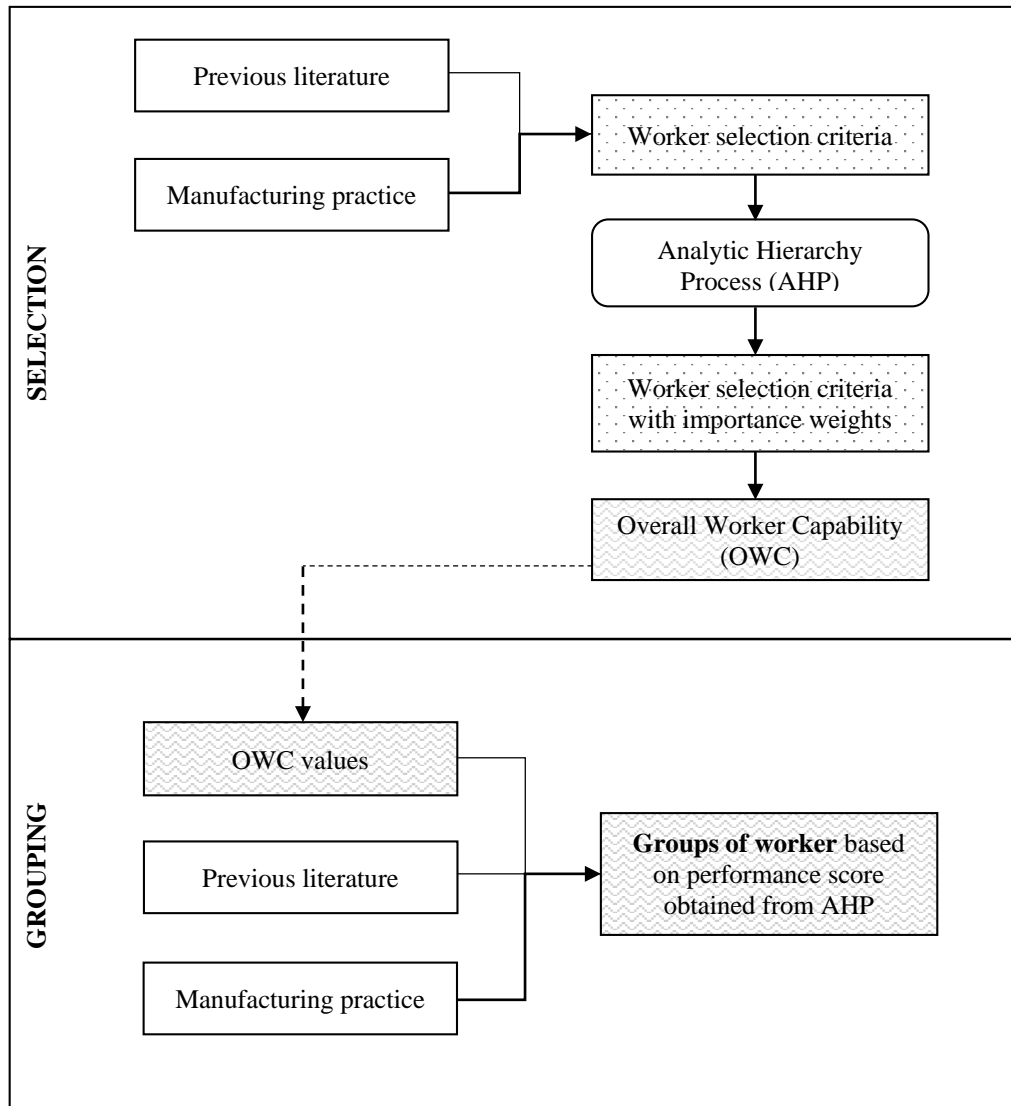 SELECTION
Previous literature
Manufacturing practice
Worker selection criteria
Analytic Hierarchy
Process (AHP)
Worker selection criteria
with importance weights
Overall Worker Capability
(OWC)
GROUPING
OWC values
Previous literature
Manufacturing practice
Groups of worker based
on performance score
obtained from AHP